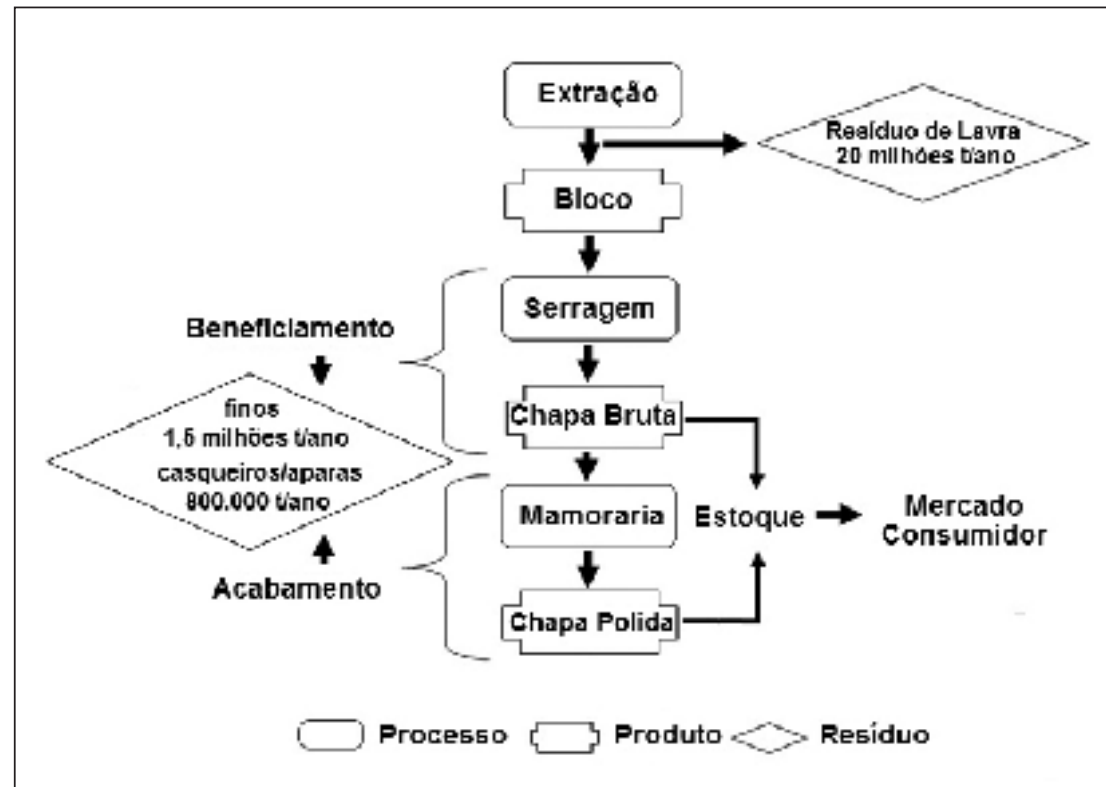 Extração
Resíduo de Lavra
20 milhões t/ano
Bloco
Serragem
Beneficiamento
finos
1,5 milhões t/ano
casqueiros/aparas
800.000 t/ano
Chapa Bruta
Mamoraria
Estoque
Mercado
Consumidor
Acabamento
Chapa Polida
Processo
Produto
Resíduo